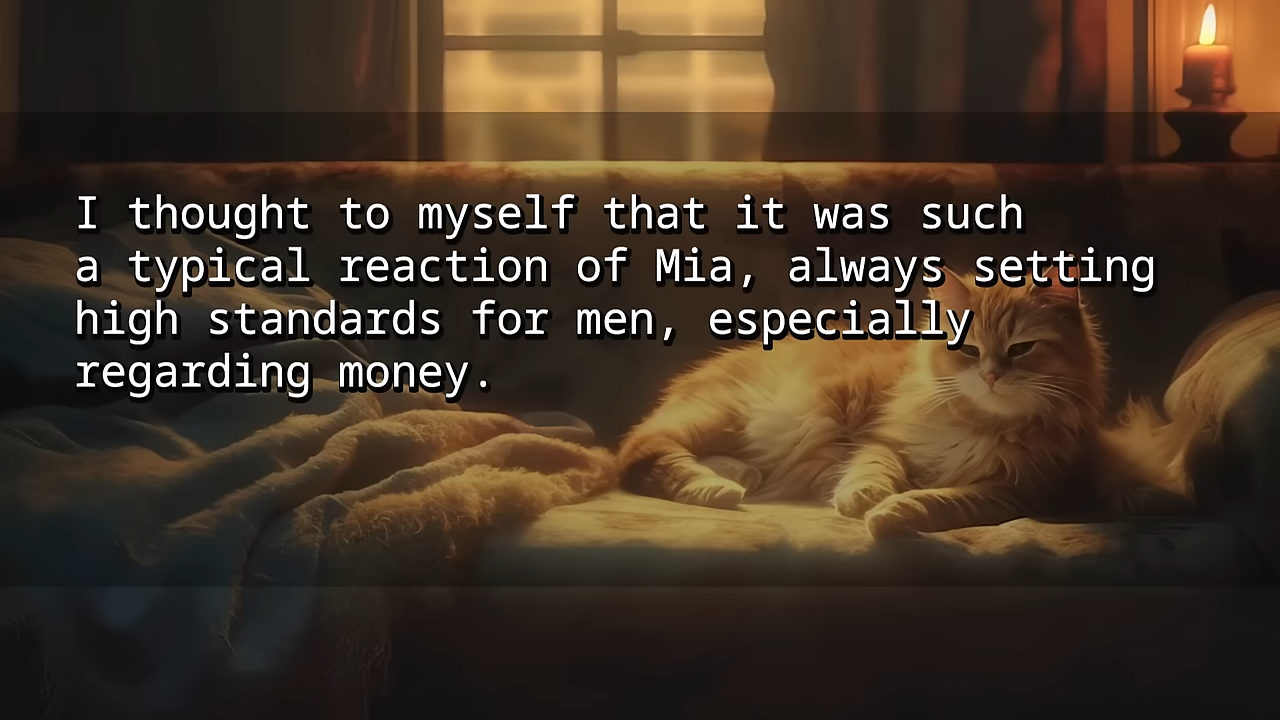 I thought to myself that it was such
a typical reaction of Mia, always setting
high standards for men, especially
regarding money.